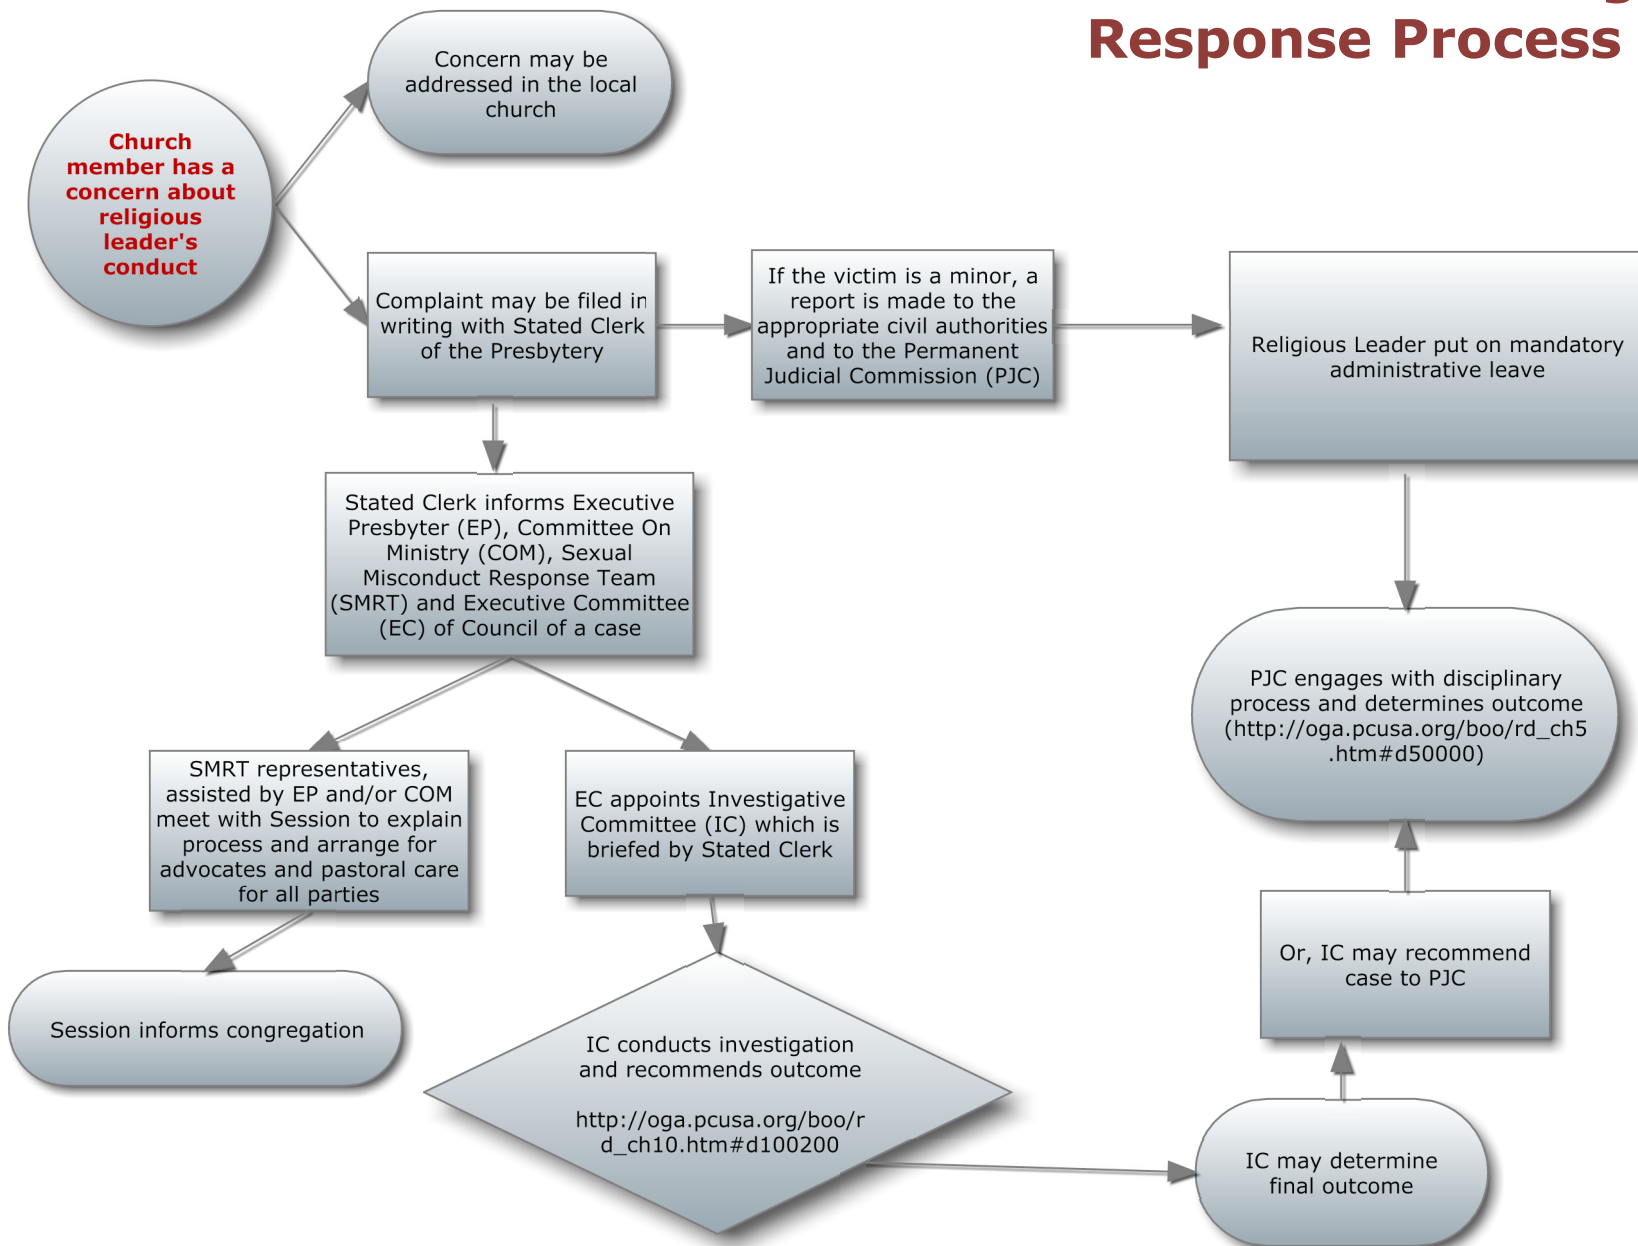 Response Process
Concern may be
addressed in the local
church
Church
member has a
concern about
religious
leader's
conduct
Complaint may be filed in
writing with Stated Clerk
of the Presbytery
If the victim is a minor, a
report is made to the
appropriate civil authorities
and to the Permanent
Judicial Commission (PJC)
Religious Leader put on mandatory
administrative leave
Stated Clerk informs Executive
Presbyter (EP), Committee On
Ministry (COM), Sexual
Misconduct Response Team
(SMRT) and Executive Committee
(EC) of Council of a case
PJC engages with disciplinary
process and determines outcome
(http://oga.pcusa.org/boo/rd_ch5
.htm#d50000)
SMRT representatives,
assisted by EP and/or COM
meet with Session to explain
process and arrange for
advocates and pastoral care
for all parties
EC appoints Investigative
Committee (IC) which is
briefed by Stated Clerk
Or, IC may recommend
case to PJC
Session informs congregation
IC conducts investigation
and recommends outcome
http://oga.pcusa.org/boo/r
d_ch10.htm#d100200
IC may determine
final outcome